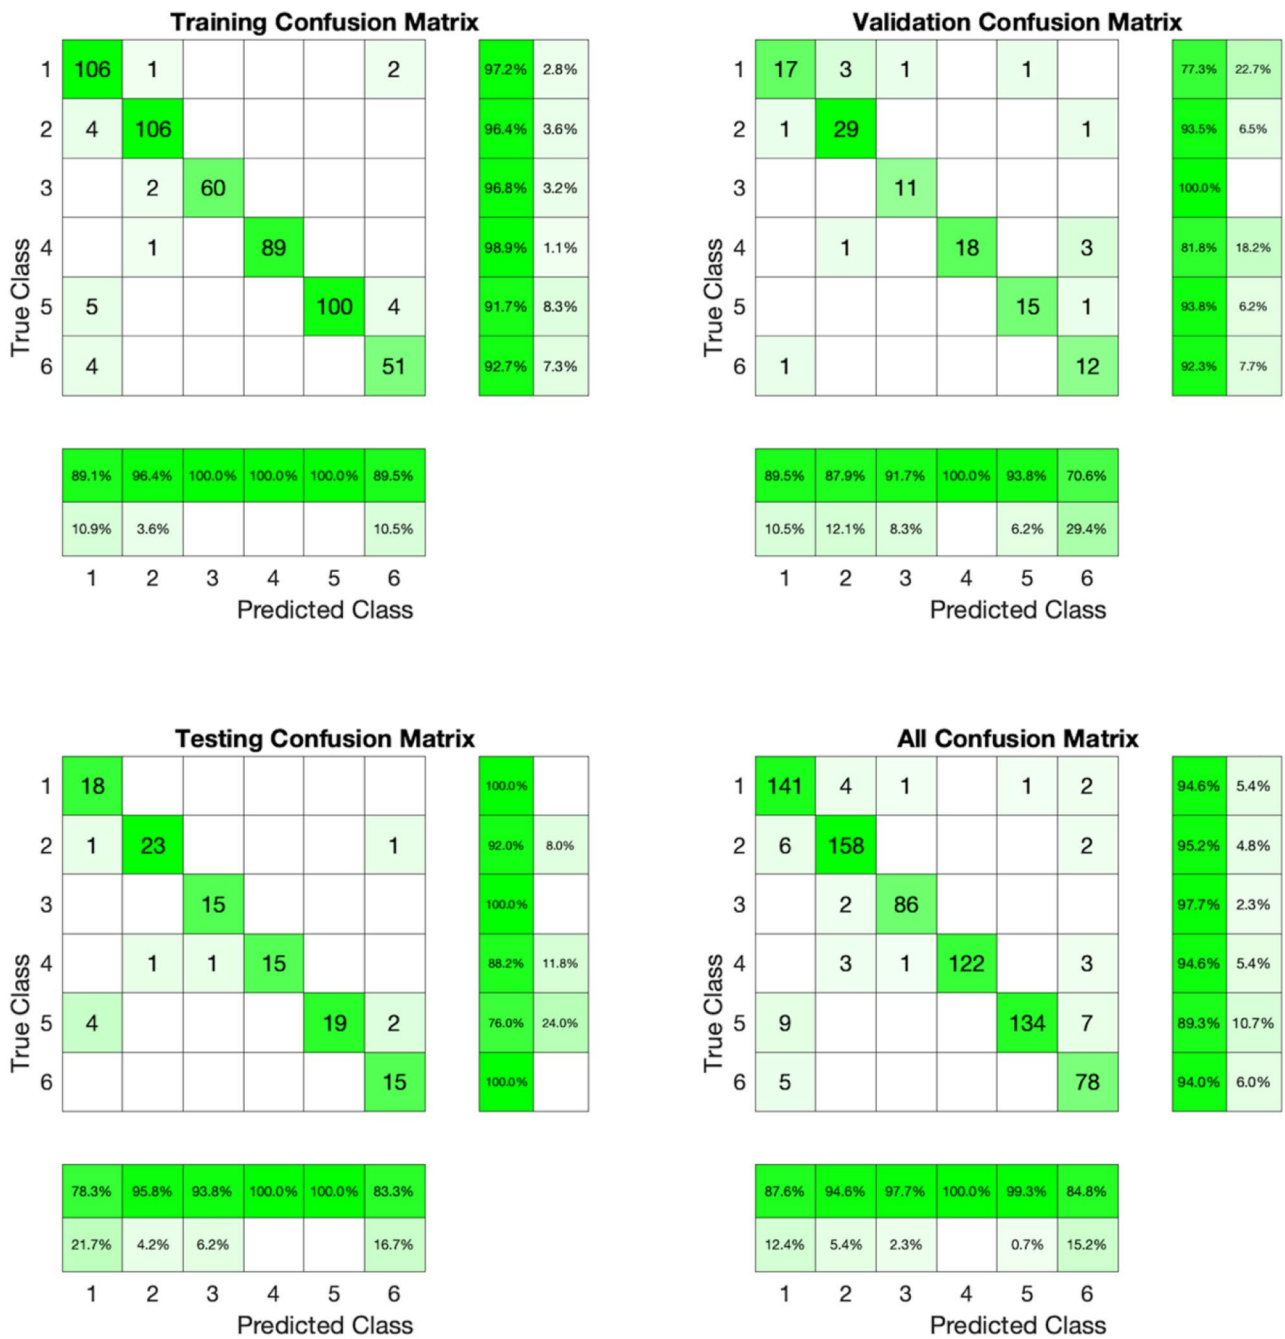 Training Confusion Matrix
1 106 1 2 97.2% 2.8%
2 4 106 96.4% 3.6%
3 2 60 96.8% 3.2%
4 1 89 98.9% 1.1%
5 5 100 4 91.7% 8.3%
6 4 51 92.7% 7.3%
True Class
89.1% 96.4% 100.0% 100.0% 100.0% 89.5%
10.9% 3.6% 10.5%
1 2 3 4 5 6
Predicted Class
Validation Confusion Matrix
1 17 3 1 1 77.3% 22.7%
2 1 29 1 93.5% 6.5%
3 11 100.0%
4 1 18 3 81.8% 18.2%
5 15 1 93.8% 6.2%
6 1 12 92.3% 7.7%
True Class
89.5% 87.9% 91.7% 100.0% 93.8% 70.6%
10.5% 12.1% 8.3% 6.2% 29.4%
1 2 3 4 5 6
Predicted Class
Testing Confusion Matrix
1 18 100.0%
2 1 23 1 92.0% 8.0%
3 15 100.0%
4 1 1 15 88.2% 11.8%
5 4 19 2 76.0% 24.0%
6 15 100.0%
True Class
78.3% 95.8% 93.8% 100.0% 100.0% 83.3%
21.7% 4.2% 6.2% 16.7%
1 2 3 4 5 6
Predicted Class
All Confusion Matrix
1 141 4 1 1 2 94.6% 5.4%
2 6 158 2 95.2% 4.8%
3 2 86 97.7% 2.3%
4 3 1 122 3 94.6% 5.4%
5 9 134 7 89.3% 10.7%
6 5 78 94.0% 6.0%
True Class
87.6% 94.6% 97.7% 100.0% 99.3% 84.8%
12.4% 5.4% 2.3% 0.7% 15.2%
1 2 3 4 5 6
Predicted Class